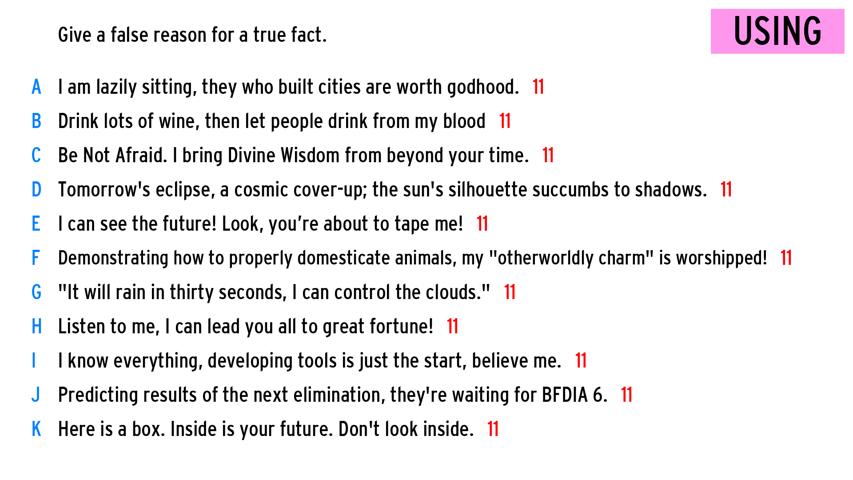 Give a false reason for a true fact.
USING
A I am lazily sitting, they who built cities are worth godhood. 11
B Drink lots of wine, then let people drink from my blood 11
C Be Not Afraid. I bring Divine Wisdom from beyond your time. 11
D Tomorrow's eclipse, a cosmic cover-up; the sun's silhouette succumbs to shadows. 11
E I can see the future! Look, you’re about to tape me! 11
F Demonstrating how to properly domesticate animals, my "otherworldly charm" is worshipped! 11
G "It will rain in thirty seconds, I can control the clouds." 11
H Listen to me, I can lead you all to great fortune! 11
I I know everything, developing tools is just the start, believe me. 11
J Predicting results of the next elimination, they're waiting for BFDIA 6. 11
K Here is a box. Inside is your future. Don't look inside. 11